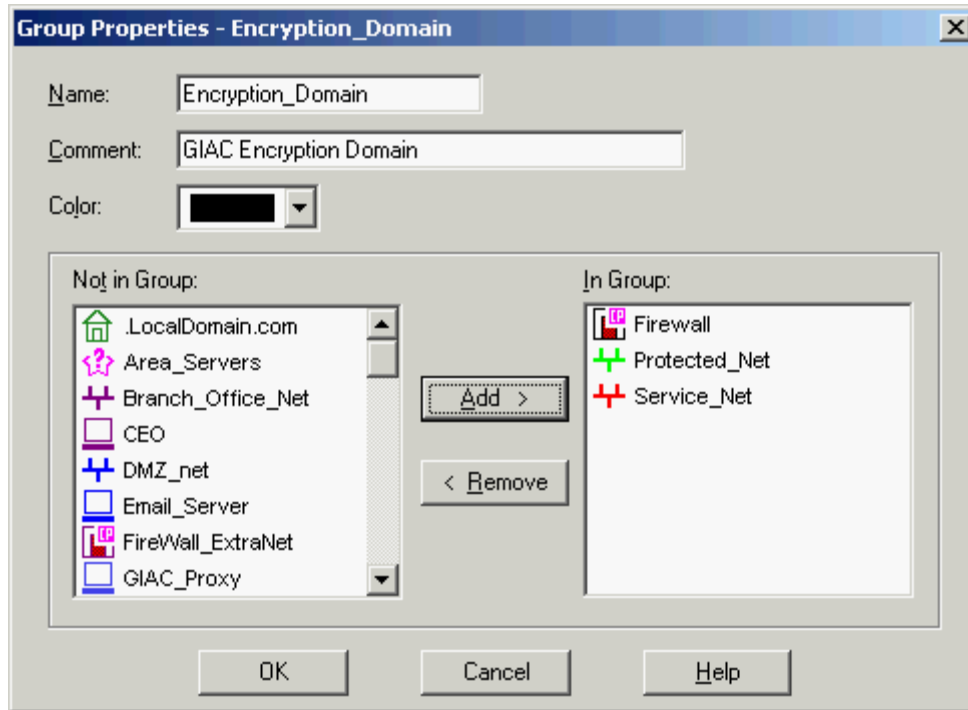 Group Properties - Encryption_Domain
Name: Encryption_Domain
Comment: GIAC Encryption Domain
Color:
Not in Group:
.LocalDomain.com
Area_Servers
Branch_Office_Net
CEO
DMZ_net
Email_Server
FireWall_ExtraNet
GIAC_Proxy
Add >
< Remove
In Group:
Firewall
Protected_Net
Service_Net
OK
Cancel
Help